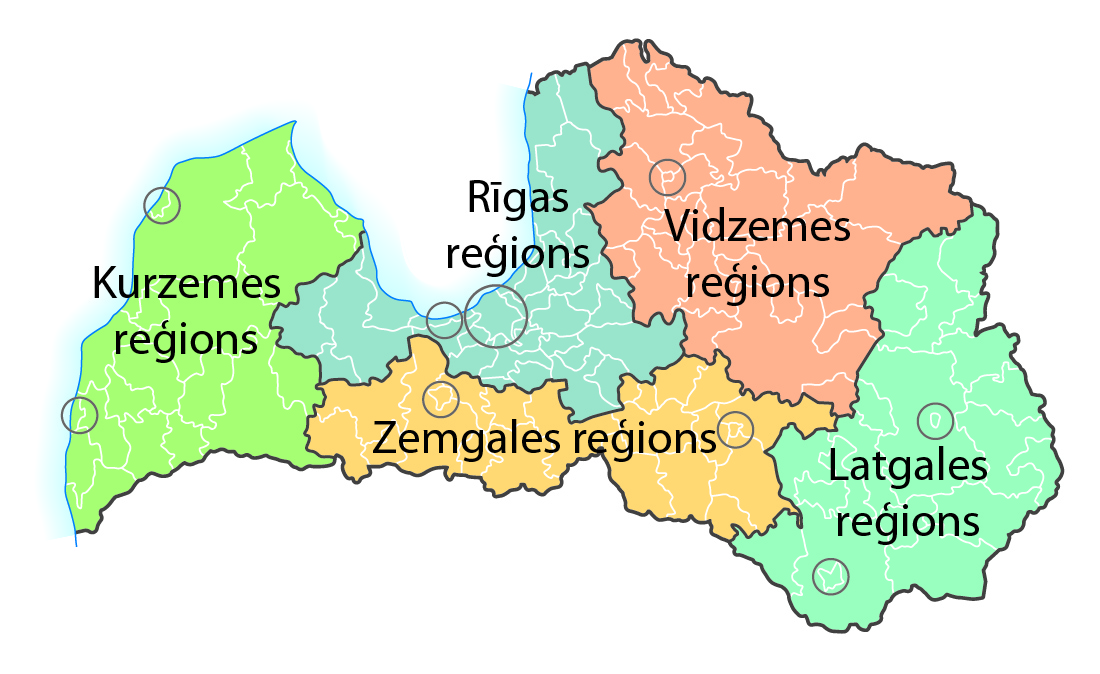 Rīgas
reģions
Vidzemes
reģions
Kurzemes
reģions
Zemgales reģions
Latgales
reģions